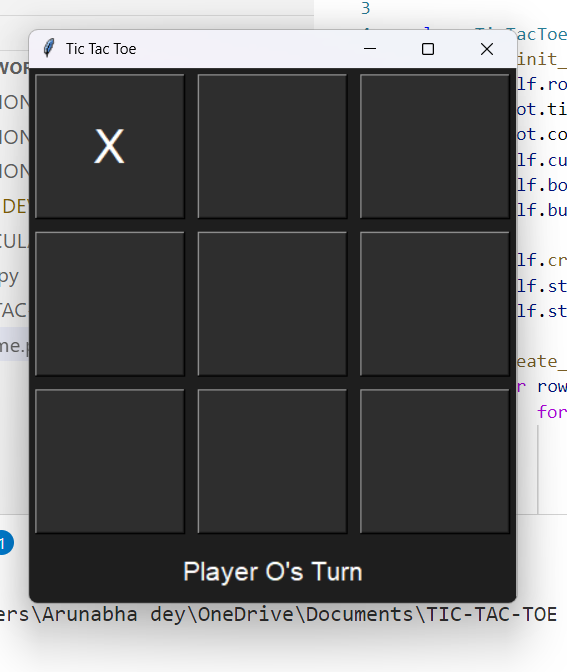 3
Tic Tac Toe
TacToe
init_
lf.ro
ot.ti
ot.co
lf.cu
lf.bo
lf.bu
lf.cr
lf.st
lf.st
eate_
r row
for
WOR
ION
ION
ION
DEV
CULA
py
TAC
me.p
X
Player O's Turn
1
ers\Arunabha dey\OneDrive\Documents\TIC-TAC-TOE